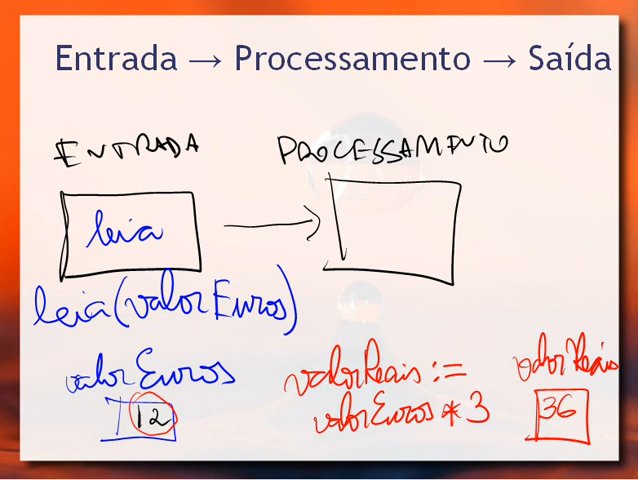 Entrada → Processamento → Saída
ENTRADA
PROCESSAMENTO
leia
leia(valorEuros)
valorEuros
12
valorReais :=
valorEuros * 3
valorReais
36